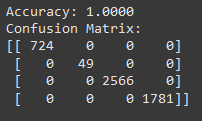 Accuracy: 1.0000
Confusion Matrix:
[[ 724    0    0    0]
 [   0   49    0    0]
 [   0    0 2566    0]
 [   0    0    0 1781]]